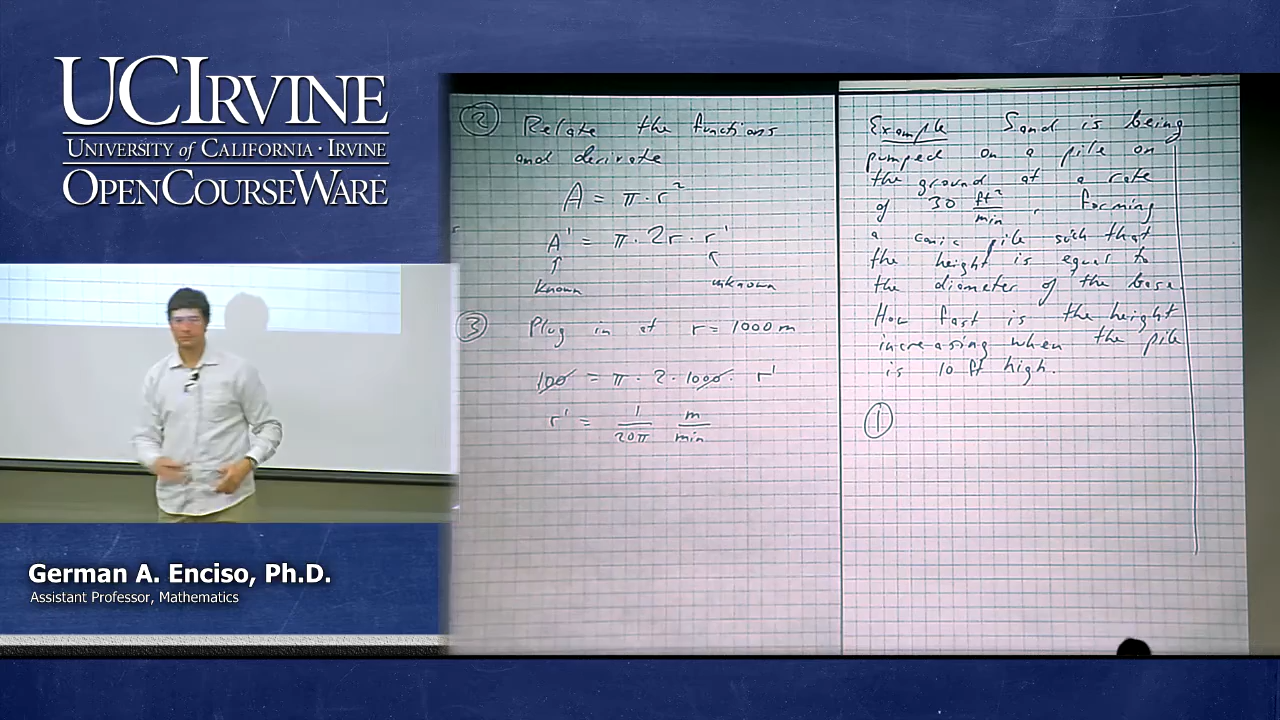 UCIRVINE
UNIVERSITY of CALIFORNIA · IRVINE
OPENCOURSEWARE
German A. Enciso, Ph.D.
Assistant Professor, Mathematics
② Relate the functions
and derivate
A = π · r²
A' = π · 2r · r'
↑ ↖
known unknown
③ Plug in at r = 1000 m
100 = π · 2 · 1000 · r'
r' = 1/20π m/min
Example Sand is being
pumped on a pile on
the ground at a rate
of 30 ft²/min, forming
a conic pile such that
the height is equal to
the diameter of the base.
How fast is the height
increasing when the pile
is 10 ft high.
①